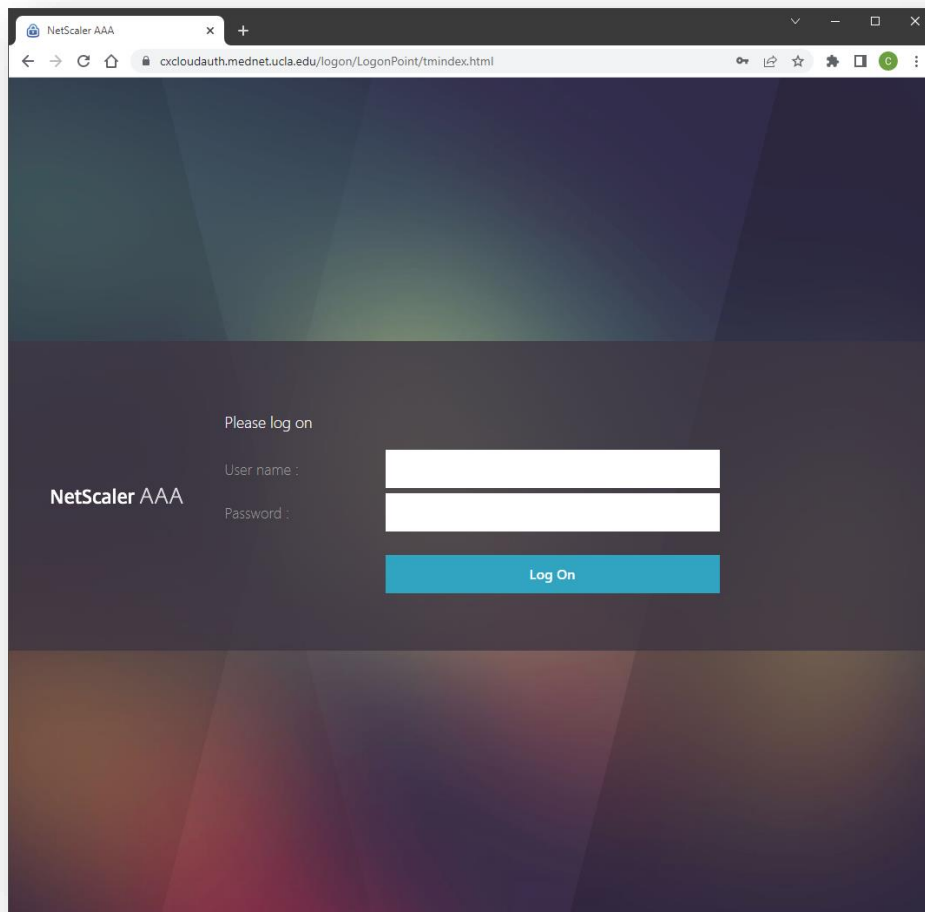 NetScaler AAA
cxcloudauth.mednet.ucla.edu/logon/LogonPoint/tmindex.html
C
Please log on
User name :
NetScaler AAA
Password :
Log On